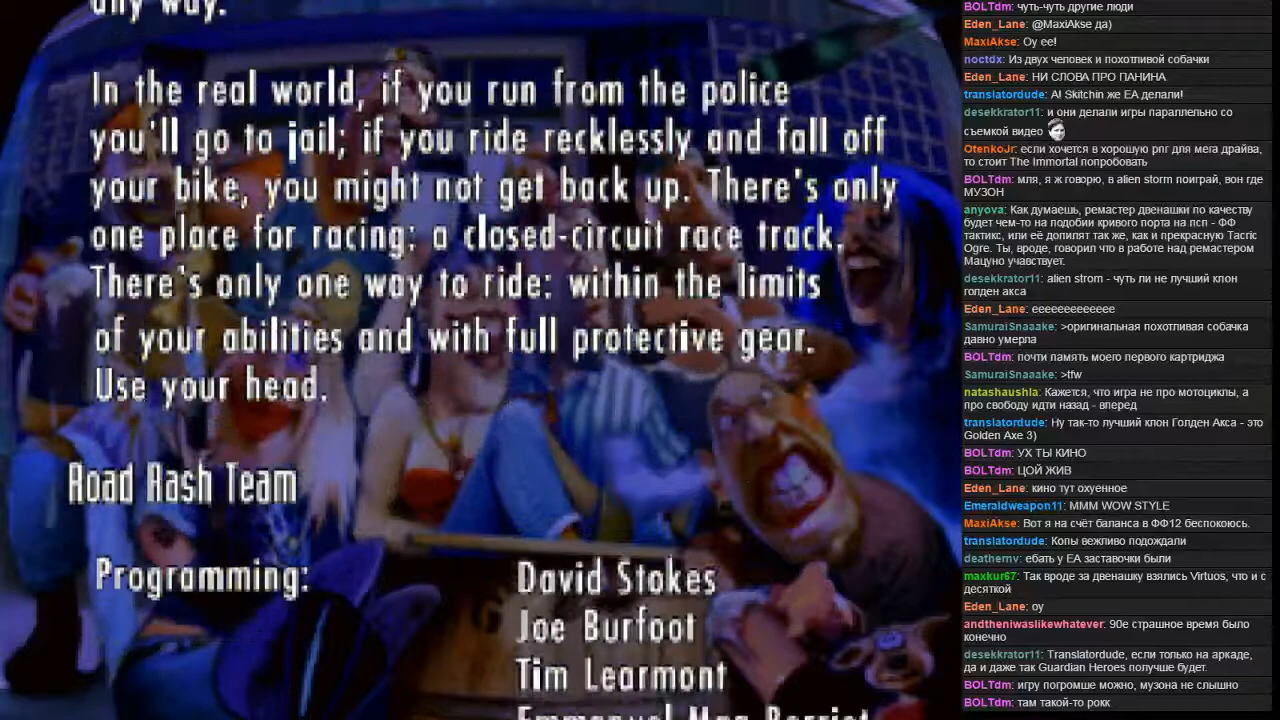 any way.
In the real world, if you run from the police
you'll go to jail; if you ride recklessly and fall off
your bike, you might not get back up. There's only
one place for racing: a closed-circuit race track.
There's only one way to ride: within the limits
of your abilities and with full protective gear.
Use your head.
Road Rash Team
Programming:
David Stokes
Joe Burfoot
Tim Learmont
BOLTdm: чуть-чуть другие люди
Eden_Lane: @MaxiAkse да)
MaxiAkse: Оу ее!
noctdx: Из двух человек и похотливой собачки
Eden_Lane: НИ СЛОВА ПРО ПАНИНА
translatordude: А! Skitchin же EA делали!
desekkrator11: и они делали игры параллельно со
съемкой видео
OtenkoJr: если хочется в хорошую рпг для мега драйва,
то стоит The Immortal попробовать
BOLTdm: мля, я ж говорю, в alien storm поиграй, вон где
МУЗОН
anyova: Как думаешь, ремастер двенашки по качеству
будет чем-то на подобии кривого порта на псп - ФФ
тактикс, или её допилят так же, как и прекрасную Tacric
Ogre. Ты, вроде, говорил что в работе над ремастером
Мацуно учавствует.
desekkrator11: alien strom - чуть ли не лучший клон
голден акса
Eden_Lane: eeeeeeeeeeeee
SamuraiSnaaake: >оригинальная похотливая собачка
давно умерла
BOLTdm: почти память моего первого картриджа
SamuraiSnaaake: >tfw
natashaushla: Кажется, что игра не про мотоциклы, а
про свободу идти назад - вперед
translatordude: Ну так-то лучший клон Голден Акса - это
Golden Axe 3)
BOLTdm: УХ ТЫ КИНО
BOLTdm: ЦОЙ ЖИВ
Eden_Lane: кино тут охуенное
Emeraldweapon11: MMM WOW STYLE
MaxiAkse: Вот я на счёт баланса в ФФ12 беспокоюсь.
translatordude: Копы вежливо подождали
deathernv: ебать у EA заставочки были
maxkur67: Так вроде за двенашку взялись Virtuos, что и с
десяткой
Eden_Lane: оу
andtheniwaslikewhatever: 90е страшное время было
конечно
desekkrator11: Translatordude, если только на аркаде,
да и даже так Guardian Heroes получше будет.
BOLTdm: игру погромше можно, музона не слышно
BOLTdm: там такой-то рокк